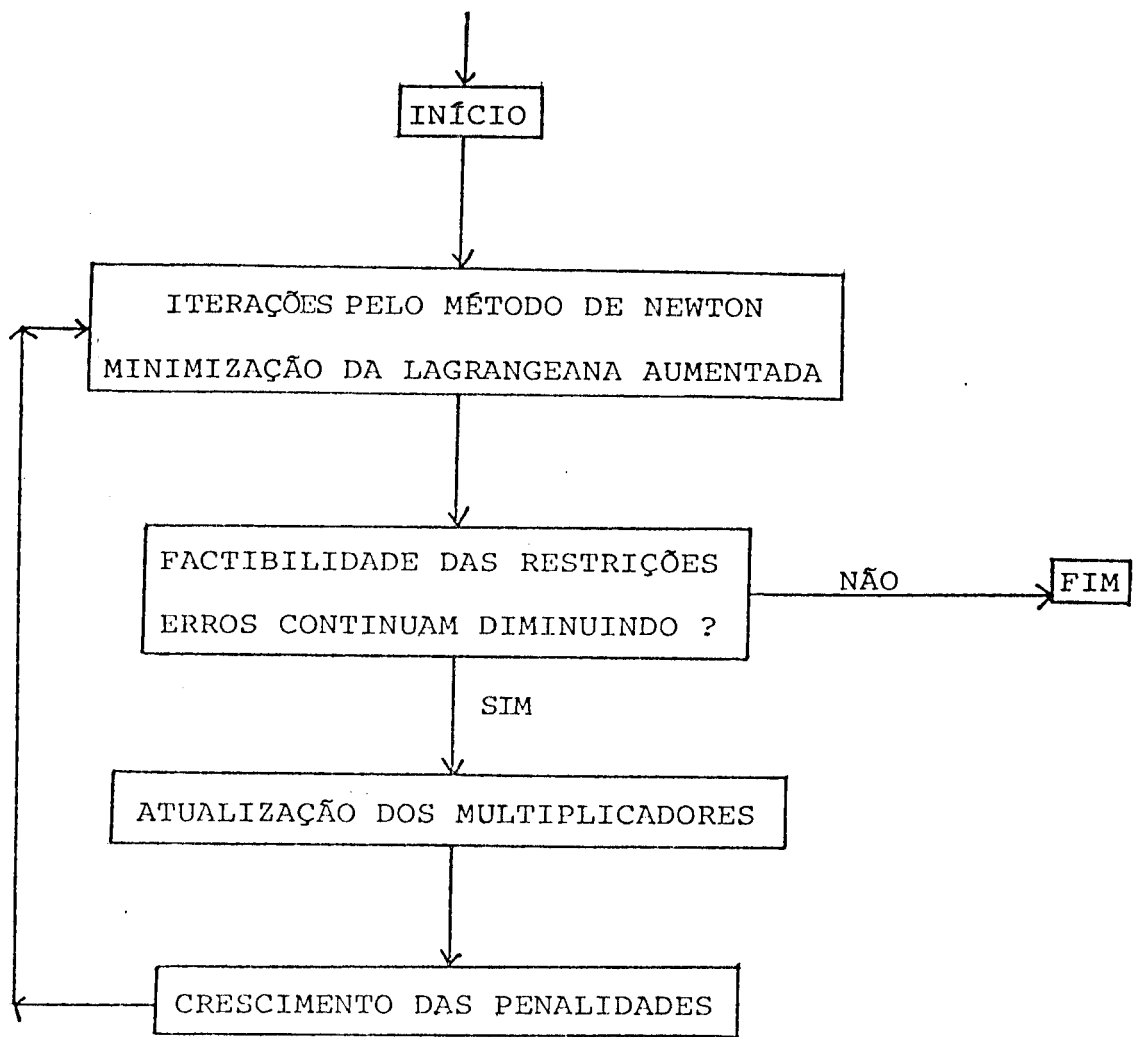 INÍCIO
ITERAÇÕES PELO MÉTODO DE NEWTON
MINIMIZAÇÃO DA LAGRANGEANA AUMENTADA
FACTIBILIDADE DAS RESTRIÇÕES
ERROS CONTINUAM DIMINUINDO ?
NÃO
FIM
SIM
ATUALIZAÇÃO DOS MULTIPLICADORES
CRESCIMENTO DAS PENALIDADES